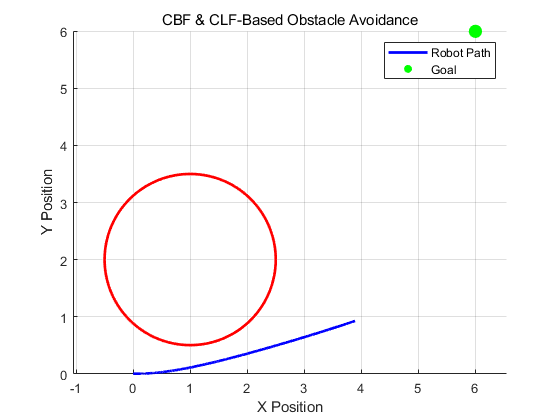 CBF & CLF-Based Obstacle Avoidance
Robot Path
Goal
Y Position
6
5
4
3
2
1
0
-1 0 1 2 3 4 5 6
X Position